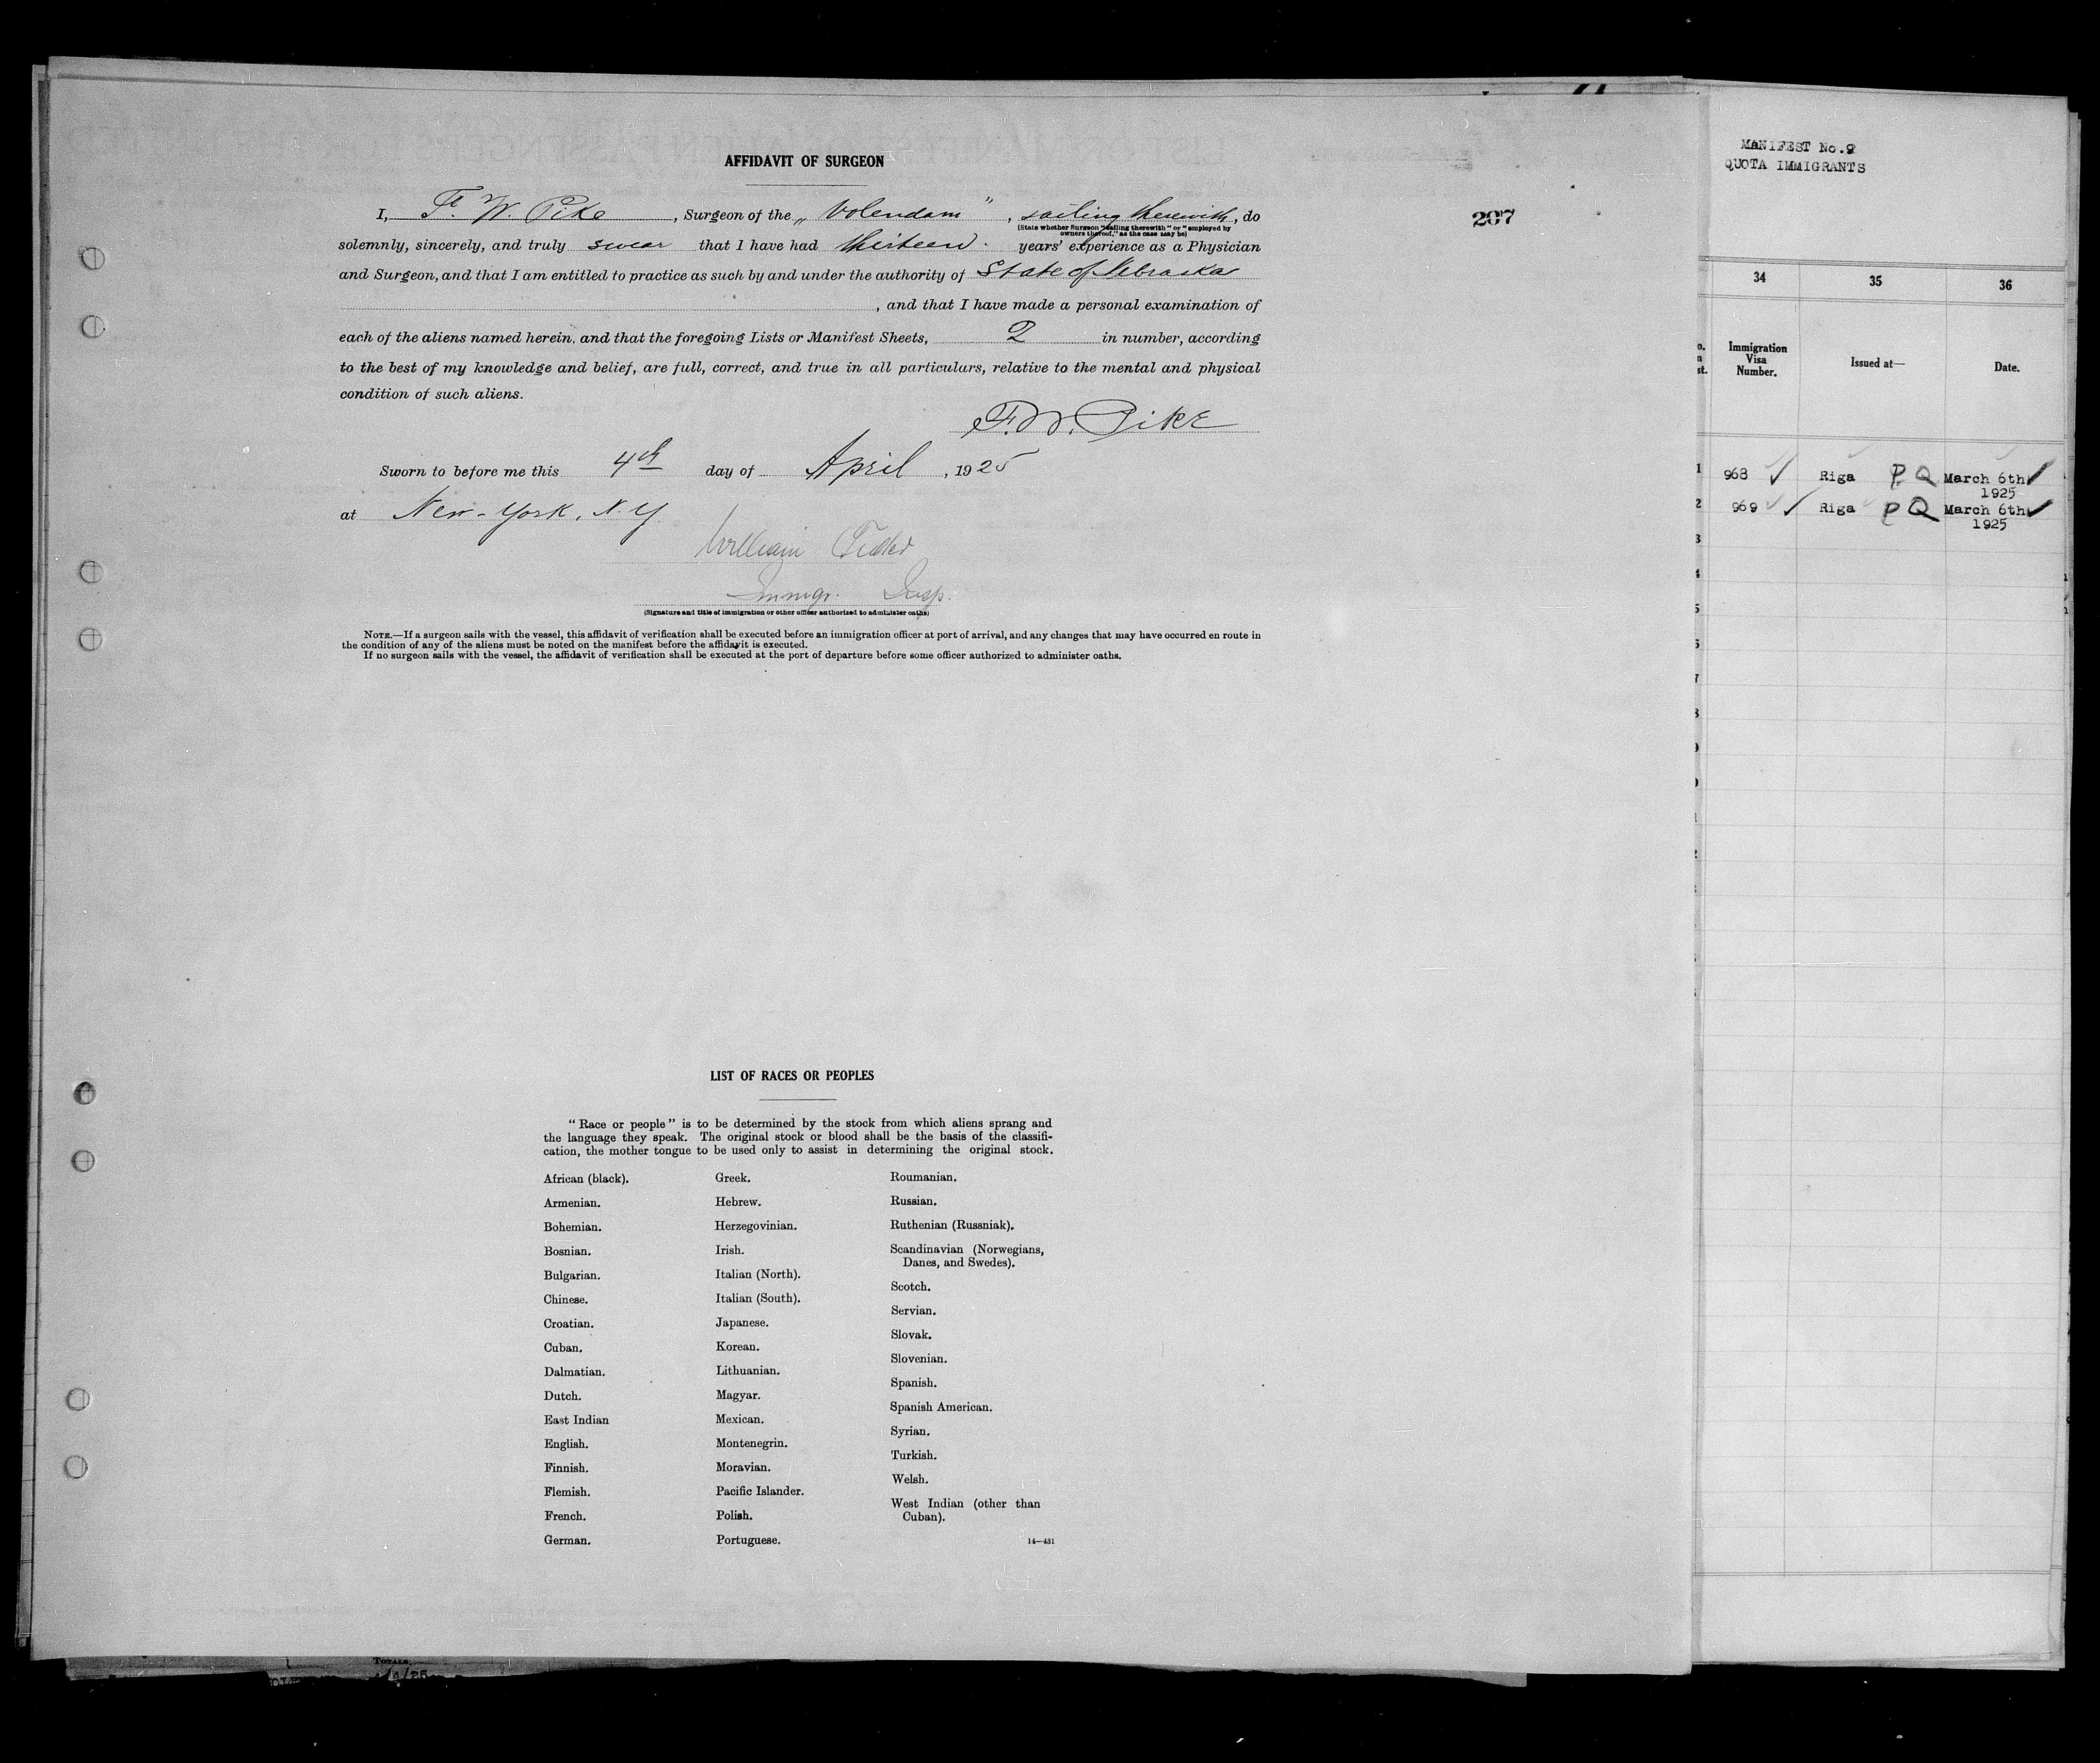 AFFIDAVIT OF SURGEON
I, F. W. Pike, Surgeon of the „Volendam", sailing therewith, do
(State whether Surgeon "sailing therewith" or "employed by
owners thereof," as the case may be)
solemnly, sincerely, and truly swear that I have had thirteen years' experience as a Physician
and Surgeon, and that I am entitled to practice as such by and under the authority of State of Nebraska
, and that I have made a personal examination of
each of the aliens named herein, and that the foregoing Lists or Manifest Sheets, 2 in number, according
to the best of my knowledge and belief, are full, correct, and true in all particulars, relative to the mental and physical
condition of such aliens.
F. W. Pike
Sworn to before me this 4th day of April, 1925
at New-York, N.Y.
William
Immigr. Insp.
(Signature and title of immigration or other officer authorized to administer oaths)
NOTE.—If a surgeon sails with the vessel, this affidavit of verification shall be executed before an immigration officer at port of arrival, and any changes that may have occurred en route in
the condition of any of the aliens must be noted on the manifest before the affidavit is executed.
If no surgeon sails with the vessel, the affidavit of verification shall be executed at the port of departure before some officer authorized to administer oaths.
207
LIST OF RACES OR PEOPLES
"Race or people" is to be determined by the stock from which aliens sprang and
the language they speak. The original stock or blood shall be the basis of the classifi-
cation, the mother tongue to be used only to assist in determining the original stock.
African (black).
Armenian.
Bohemian.
Bosnian.
Bulgarian.
Chinese.
Croatian.
Cuban.
Dalmatian.
Dutch.
East Indian
English.
Finnish.
Flemish.
French.
German.
Greek.
Hebrew.
Herzegovinian.
Irish.
Italian (North).
Italian (South).
Japanese.
Korean.
Lithuanian.
Magyar.
Mexican.
Montenegrin.
Moravian.
Pacific Islander.
Polish.
Portuguese.
Roumanian.
Russian.
Ruthenian (Russniak).
Scandinavian (Norwegians,
Danes, and Swedes).
Scotch.
Servian.
Slovak.
Slovenian.
Spanish.
Spanish American.
Syrian.
Turkish.
Welsh.
West Indian (other than
Cuban).
14—431
TOTALS
MANIFEST No.9
QUOTA IMMIGRANTS
34 35 36
Immigration
Visa
Number.
Issued at—
Date.
1 968 Riga P Q March 6th
1925
2 969 Riga P Q March 6th
1925
3
4
5
6
7
8